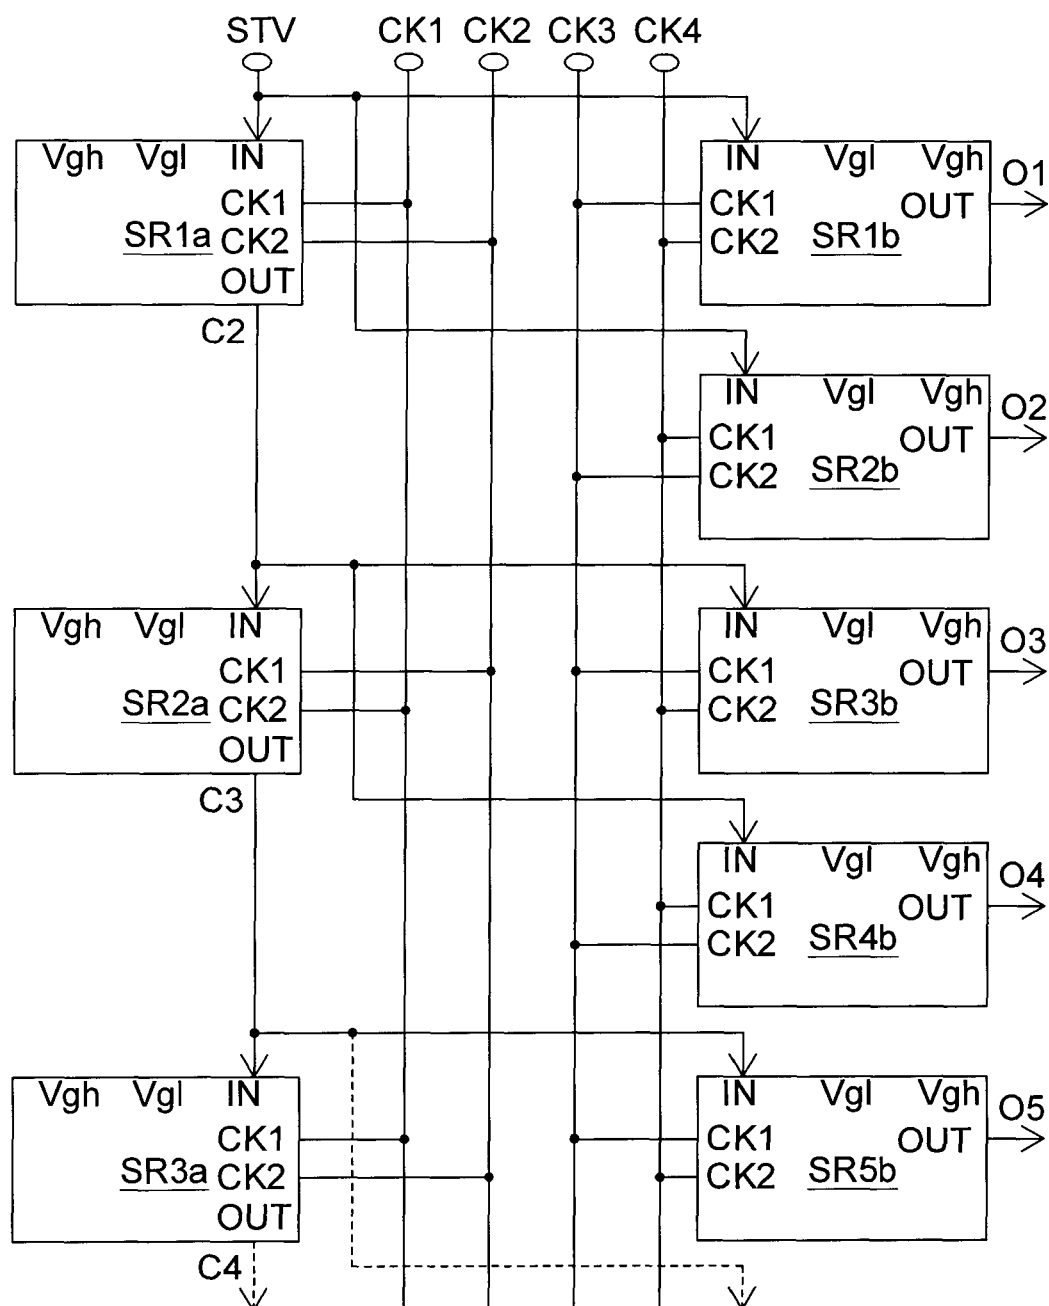 STV CK1 CK2 CK3 CK4
Vgh Vgl IN
CK1
SR1a CK2
OUT
C2
IN Vgl Vgh
CK1 OUT
CK2 SR1b
O1
IN Vgl Vgh
CK1 OUT
CK2 SR2b
O2
Vgh Vgl IN
CK1
SR2a CK2
OUT
C3
IN Vgl Vgh
CK1 OUT
CK2 SR3b
O3
IN Vgl Vgh
CK1 OUT
CK2 SR4b
O4
Vgh Vgl IN
CK1
SR3a CK2
OUT
C4
IN Vgl Vgh
CK1 OUT
CK2 SR5b
O5